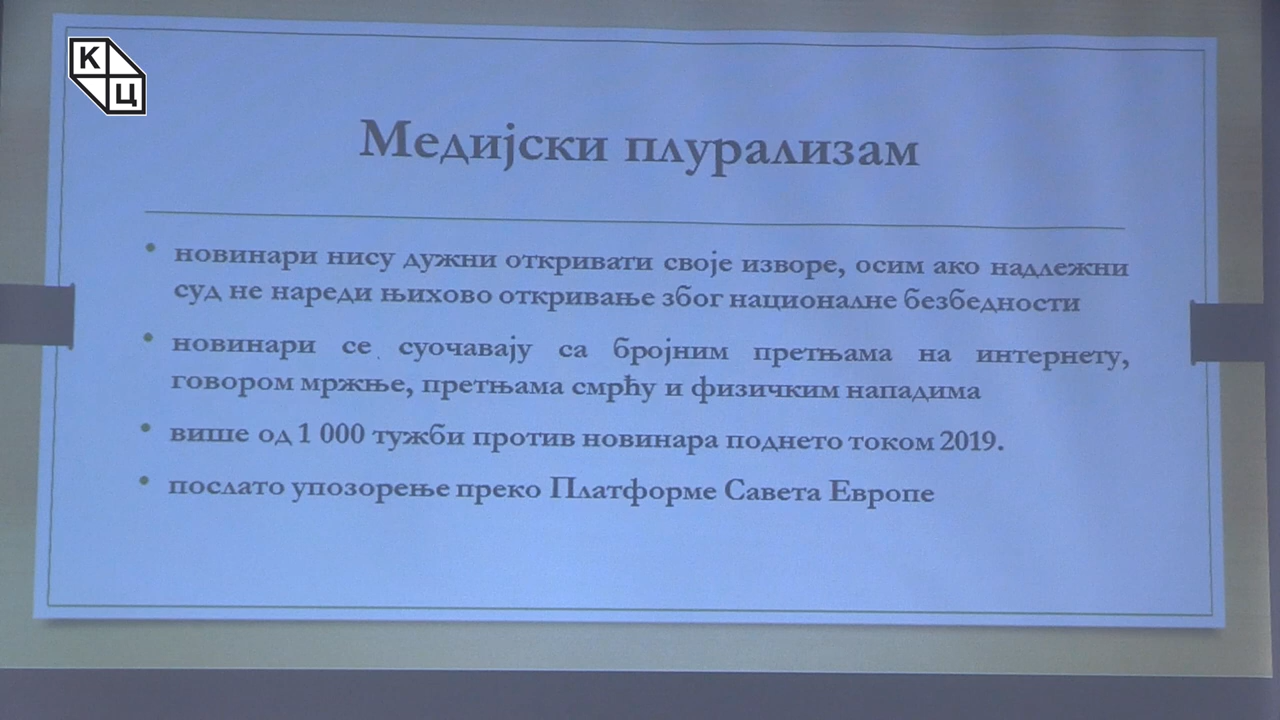 К
Ц
Медијски плурализам
• новинари нису дужни откривати своје изворе, осим ако надлежни
суд не нареди њихово откривање због националне безбедности
• новинари се суочавају са бројним претњама на интернету,
говором мржње, претњама смрћу и физичким нападима
• више од 1 000 тужби против новинара поднето током 2019.
• послато упозорење преко Платформе Савета Европе